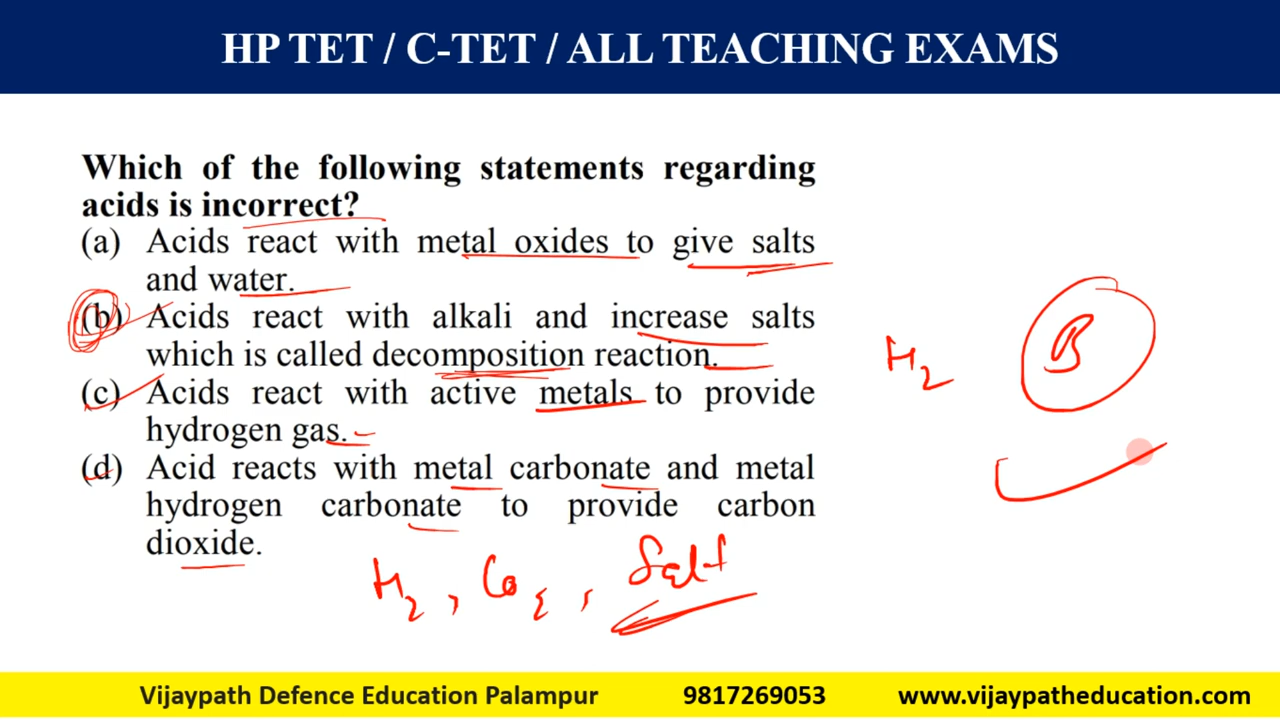 HP TET / C-TET / ALL TEACHING EXAMS
Which of the following statements regarding
acids is incorrect?
(a) Acids react with metal oxides to give salts
and water.
(b) Acids react with alkali and increase salts
which is called decomposition reaction.
(c) Acids react with active metals to provide
hydrogen gas.
(d) Acid reacts with metal carbonate and metal
hydrogen carbonate to provide carbon
dioxide.
H2
B
H2, CO2, Salt
Vijaypath Defence Education Palampur 9817269053 www.vijaypatheducation.com